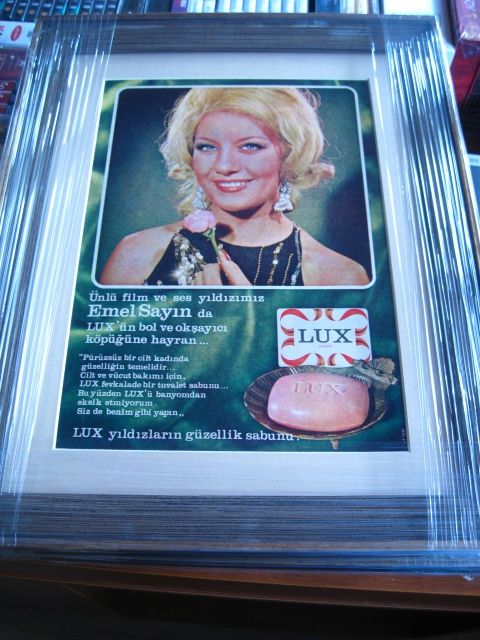 Ünlü film ve ses yıldızımız
Emel Sayın da
LUX'ün bol ve okşayıcı
köpüğüne hayran...
"Pürüzsüz bir cilt kadında
güzelliğin temelidir...
Cilt ve vücut bakımı için,
LUX fevkalade bir tuvalet sabunu...
Bu yüzden LUX'ü banyomdan
eksik etmiyorum.
Siz de benim gibi yapın,,
LUX yıldızların güzellik sabunu.
LUX
LUX